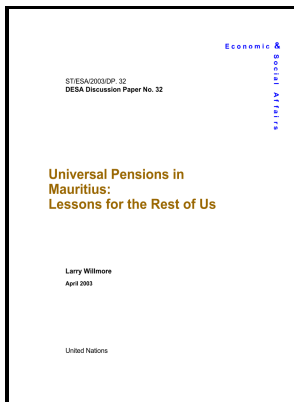 Economic &
Social Affairs
ST/ESA/2003/DP. 32
DESA Discussion Paper No. 32
Universal Pensions in
Mauritius:
Lessons for the Rest of Us
Larry Willmore
April 2003
United Nations